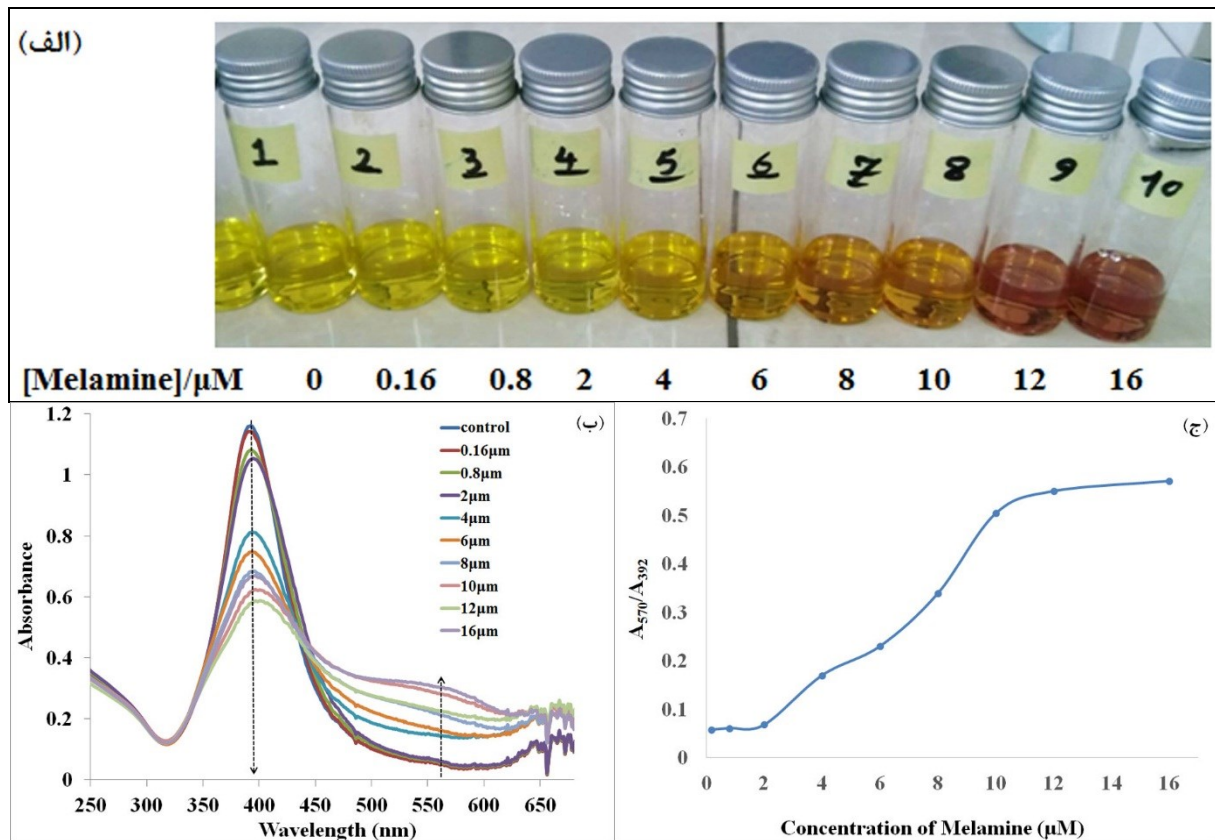 (الف)
1 2 3 4 5 6 7 8 9 10
[Melamine]/µM 0 0.16 0.8 2 4 6 8 10 12 16
(ب)
1.2
1
0.8
0.6
0.4
0.2
0
Absorbance
control
0.16µm
0.8µm
2µm
4µm
6µm
8µm
10µm
12µm
16µm
250 300 350 400 450 500 550 600 650
Wavelength (nm)
(ج)
0.7
0.6
0.5
0.4
0.3
0.2
0.1
0
A570/A392
0 2 4 6 8 10 12 14 16
Concentration of Melamine (µM)